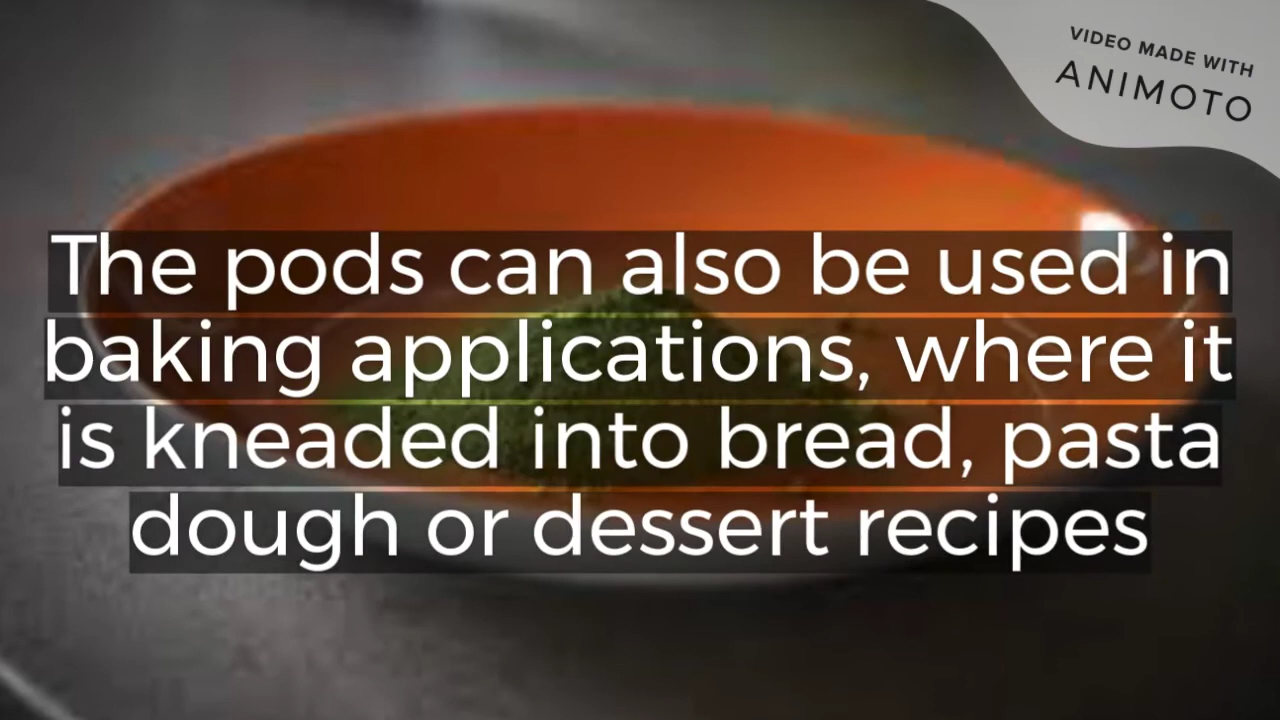 VIDEO MADE WITH
ANIMOTO
The pods can also be used in
baking applications, where it
is kneaded into bread, pasta
dough or dessert recipes